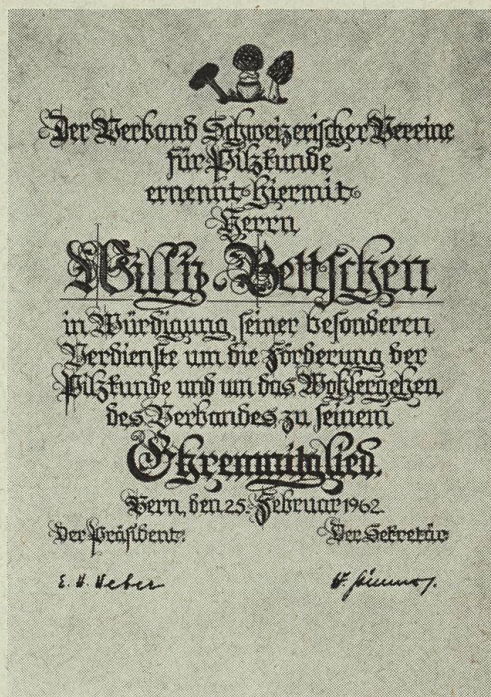 Der Verband Schweizerischer Vereine
für Pilzkunde
ernennt hiermit
Herrn
Willy Bettschen
in Würdigung seiner besonderen
Verdienste um die Förderung der
Pilzkunde und um das Wohlergehen
des Verbandes zu seinem
Ehrenmitglied.
Bern, den 25. Februar 1962.
Der Präsident: Der Sekretär:
E. H. Weber